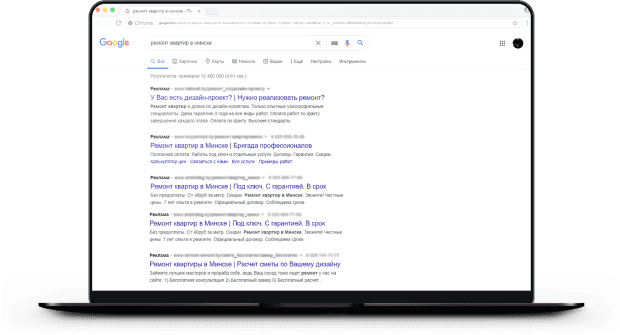 ремонт квартир в минске - По
Google
ремонт квартир в минска
Все Картинки Карты Новости Видео Ещё Настройки Инструменты
Результатов: примерно 12 400 000 (0,61 сек.)
Реклама
У Вас есть дизайн-проект? | Нужно реализовать ремонт?
Ремонт квартир и домов по дизайн-проектам. Только опытные узкопрофильные
специалисты. Даем гарантию 3 года на все виды работ. Оплата работ по факту
завершения каждого этапа. Оплата по факту. Высокие стандарты.
Реклама
Ремонт квартир в Минске | Бригада профессионалов
Поэтапная оплата. Работы под ключ и отдельные услуги. Договор. Гарантия. Скидки.
Калькулятор цен Связаться с нами Все услуги Примеры работ
Реклама
Ремонт квартир в Минске | Под ключ. С гарантией. В срок
Без предоплаты. От 40руб за метр. Скидки. Ремонт квартир в Минске. Звоните! Честные
цены. 7 лет опыта в ремонте. Официальный договор. Соблюдаем сроки.
Реклама
Ремонт квартир в Минске | Под ключ. С гарантией. В срок
Без предоплаты. От 40руб за метр. Скидки. Ремонт квартир в Минске. Звоните! Честные
цены. 7 лет опыта в ремонте. Официальный договор. Соблюдаем сроки.
Реклама
Ремонт квартиры в Минске | Расчет сметы по Вашему дизайну
Займите лучших мастеров и прораба себе, ведь Ваш сосед тоже ищет ремонт у нас на
сайте. 1) Бесплатная консультация 2) Бесплатный замер 3) Бесплатный расчет...